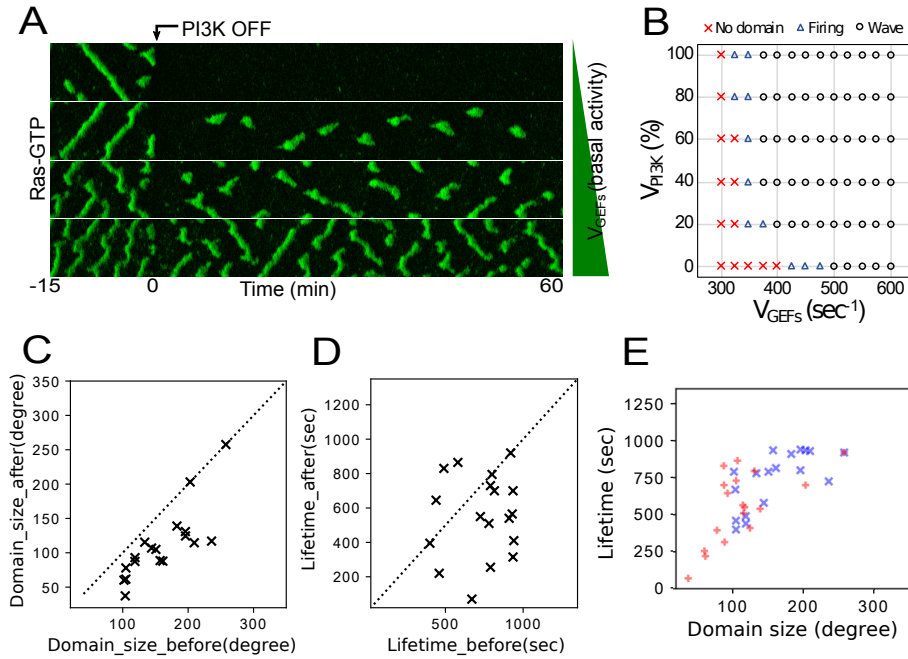 A
PI3K OFF
Ras-GTP
V_GEFs (basal activity)
-15 0 Time (min) 60
B
No domain Firing Wave
V_PI3K (%)
100
80
60
40
20
0
300 400 500 600
V_GEFs (sec⁻¹)
C
Domain_size_after(degree)
350
300
250
200
150
100
50
0
100 200 300
Domain_size_before(degree)
D
Lifetime_after(sec)
1200
1000
800
600
400
200
500 1000
Lifetime_before(sec)
E
Lifetime (sec)
1250
1000
750
500
250
0
100 200 300
Domain size (degree)